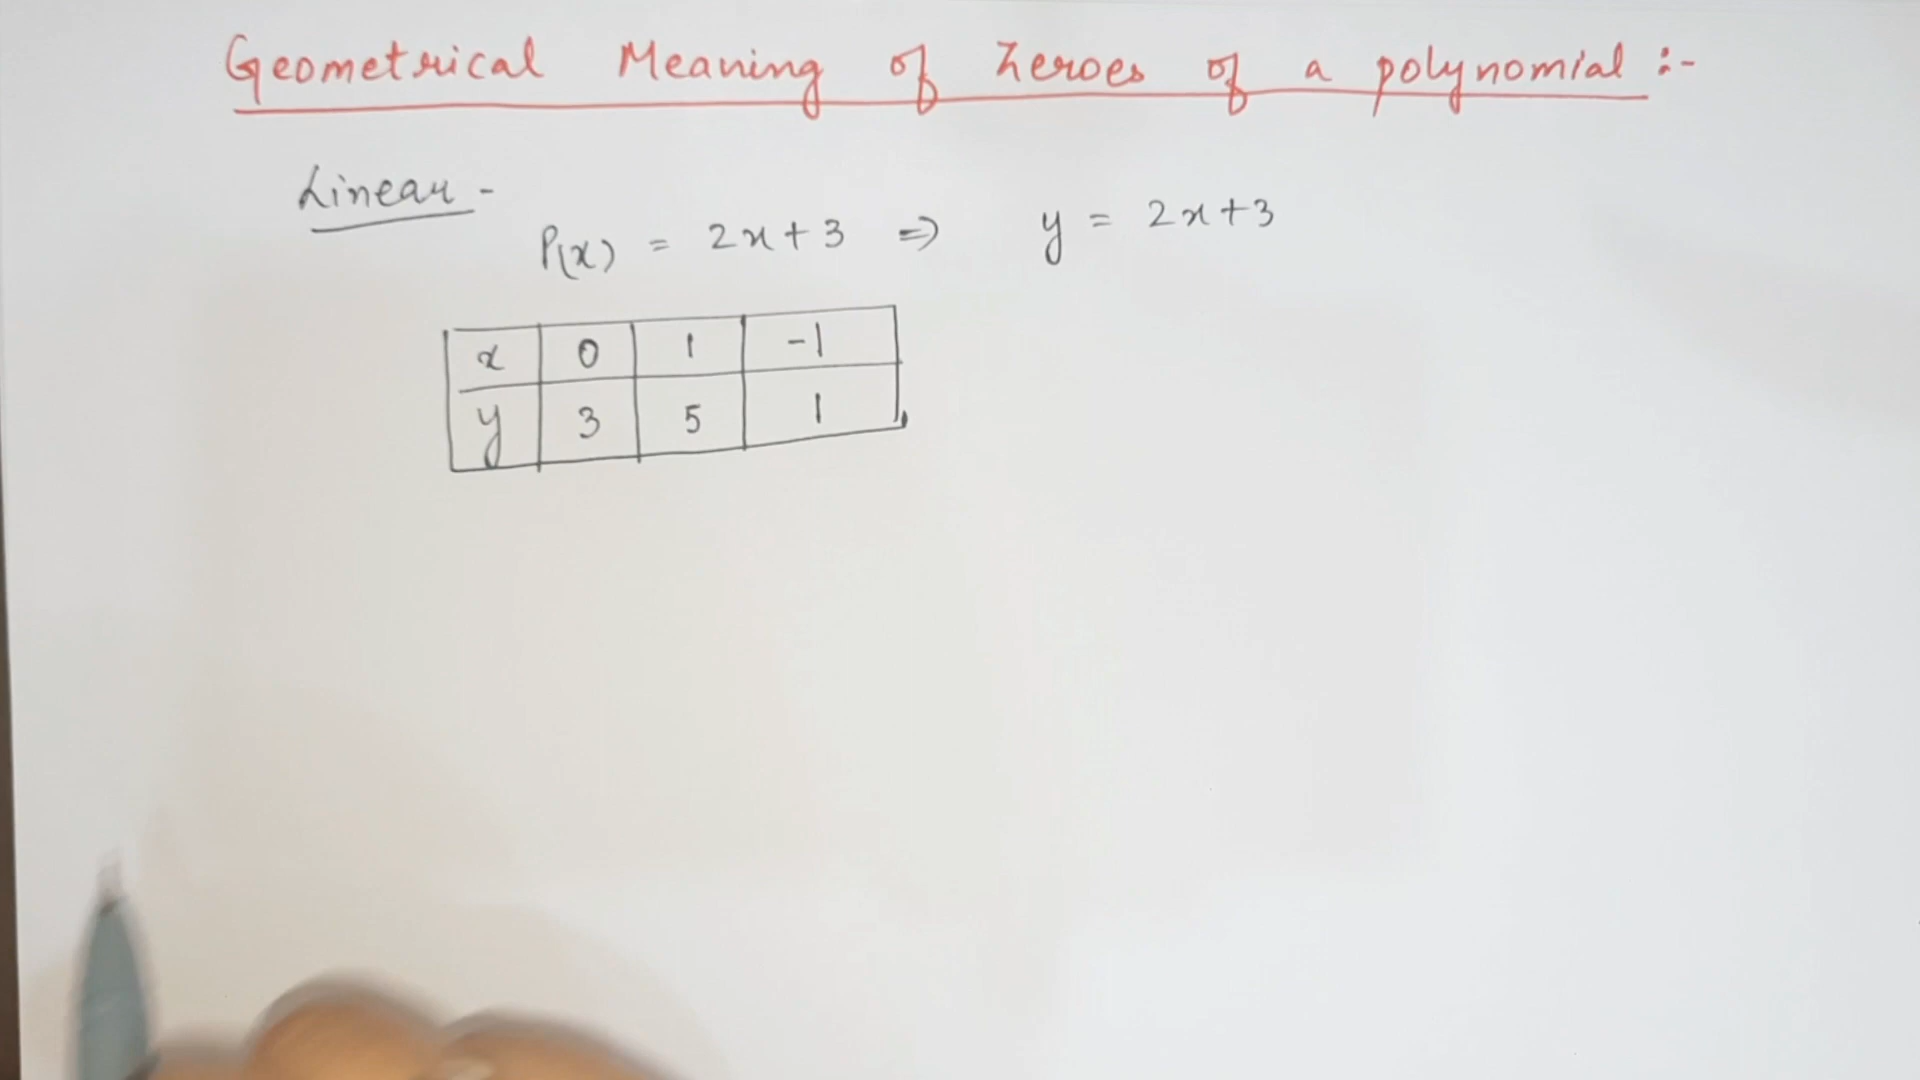 Geometrical Meaning of Zeroes of a polynomial :-
Linear -
P(x) = 2x+3 ⇒ y = 2x+3
x 0 1 -1
y 3 5 1